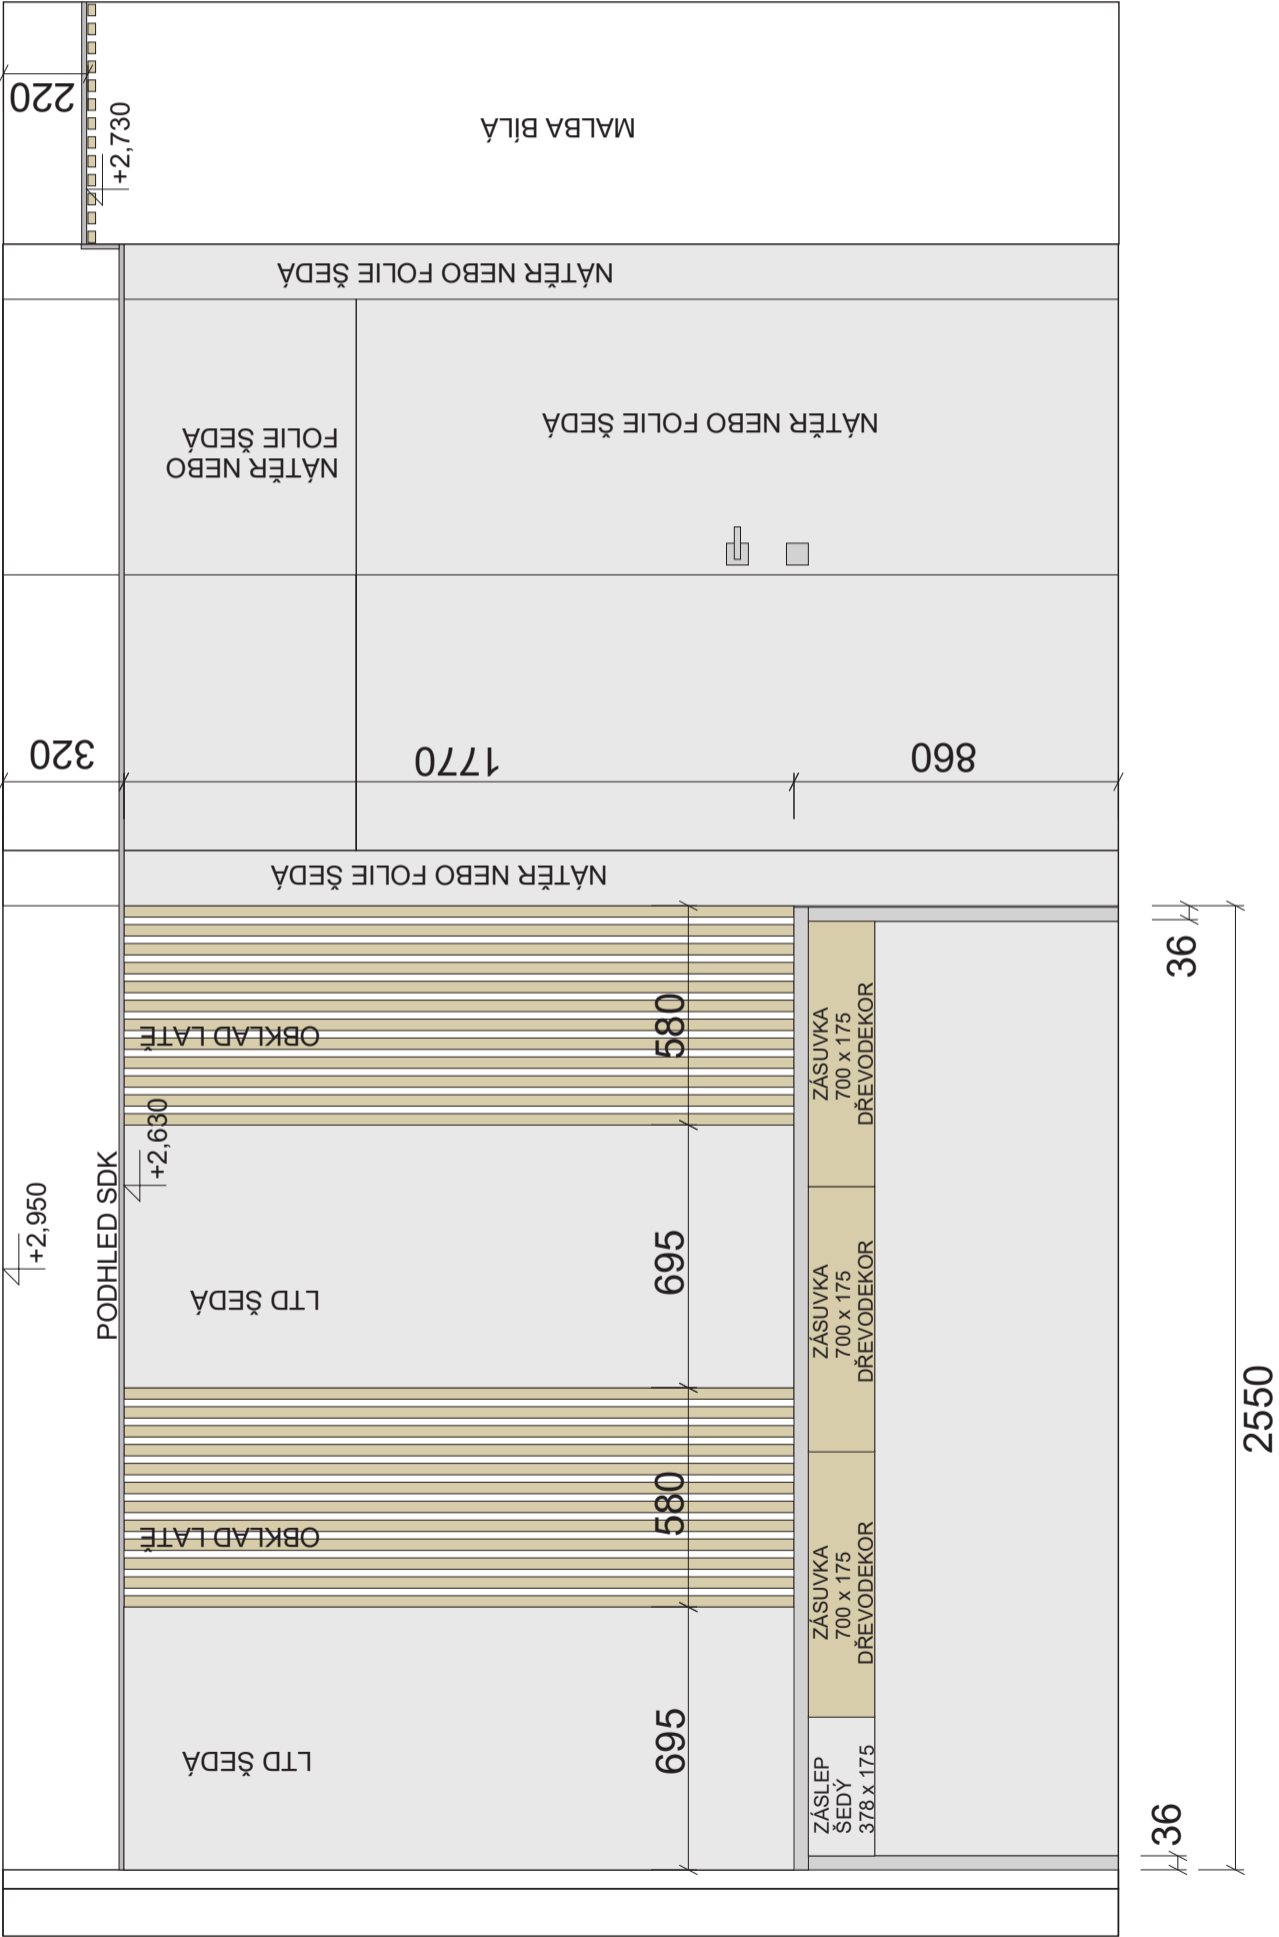 220
+2,730
MALBA BÍLÁ
NÁTĚR NEBO FOLIE ŠEDÁ
NÁTĚR NEBO
FOLIE ŠEDÁ
NÁTĚR NEBO FOLIE ŠEDÁ
320
1770
860
NÁTĚR NEBO FOLIE ŠEDÁ
OBKLAD LATĚ
580
ZÁSUVKA
700 x 175
DŘEVODEKOR
36
+2,950
PODHLED SDK
+2,630
LTD ŠEDÁ
695
ZÁSUVKA
700 x 175
DŘEVODEKOR
OBKLAD LATĚ
580
ZÁSUVKA
700 x 175
DŘEVODEKOR
2550
LTD ŠEDÁ
695
ZÁSLEP
ŠEDÝ
378 x 175
36